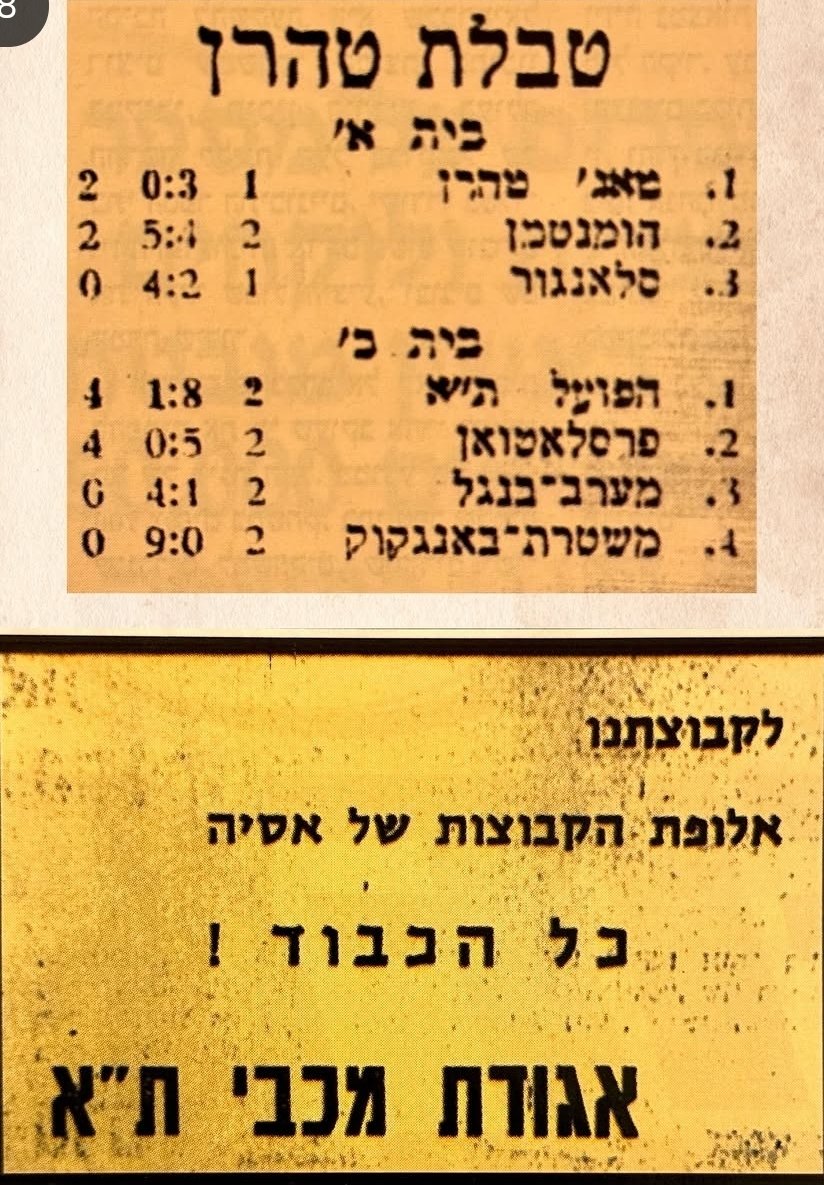 8
טבלת טהרן
בית א׳
1. טאג׳ טהרן 1 0:3 2
2. הומנטמן 2 5:4 2
3. סלאנגור 1 4:2 0
בית ב׳
1. הפועל ת״א 2 1:8 4
2. פרסלאטואן 2 0:5 4
3. מערב־בנגל 2 4:1 0
4. משטרת־באנגקוק 2 9:0 0
לקבוצתנו
אלופת הקבוצות של אסיה
כל הכבוד !
אגודת מכבי ת״א